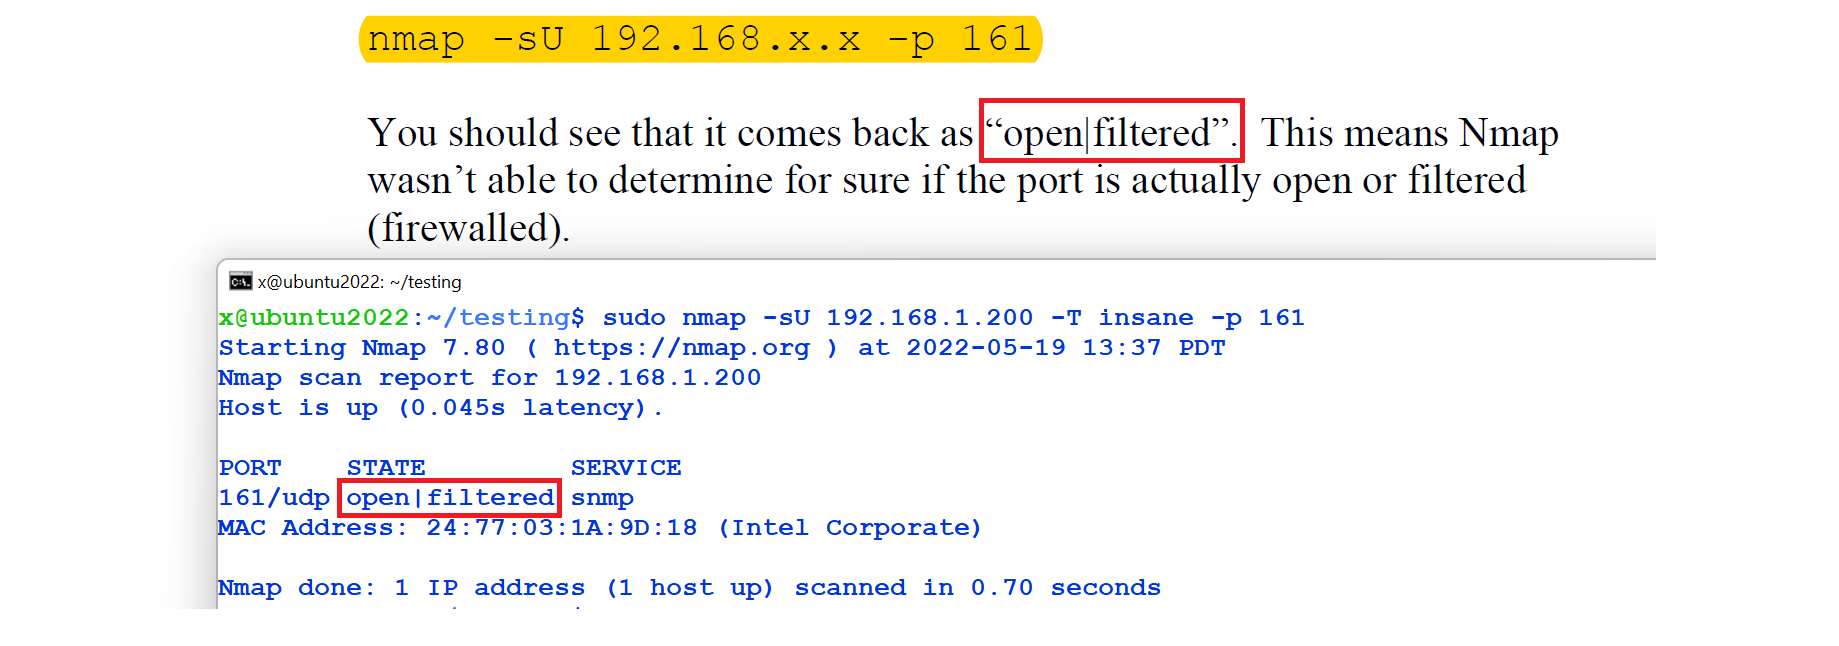 nmap -sU 192.168.x.x -p 161
You should see that it comes back as “open|filtered”. This means Nmap
wasn’t able to determine for sure if the port is actually open or filtered
(firewalled).
x@ubuntu2022: ~/testing
x@ubuntu2022:~/testing$ sudo nmap -sU 192.168.1.200 -T insane -p 161
Starting Nmap 7.80 ( https://nmap.org ) at 2022-05-19 13:37 PDT
Nmap scan report for 192.168.1.200
Host is up (0.045s latency).
PORT    STATE         SERVICE
161/udp open|filtered snmp
MAC Address: 24:77:03:1A:9D:18 (Intel Corporate)
Nmap done: 1 IP address (1 host up) scanned in 0.70 seconds